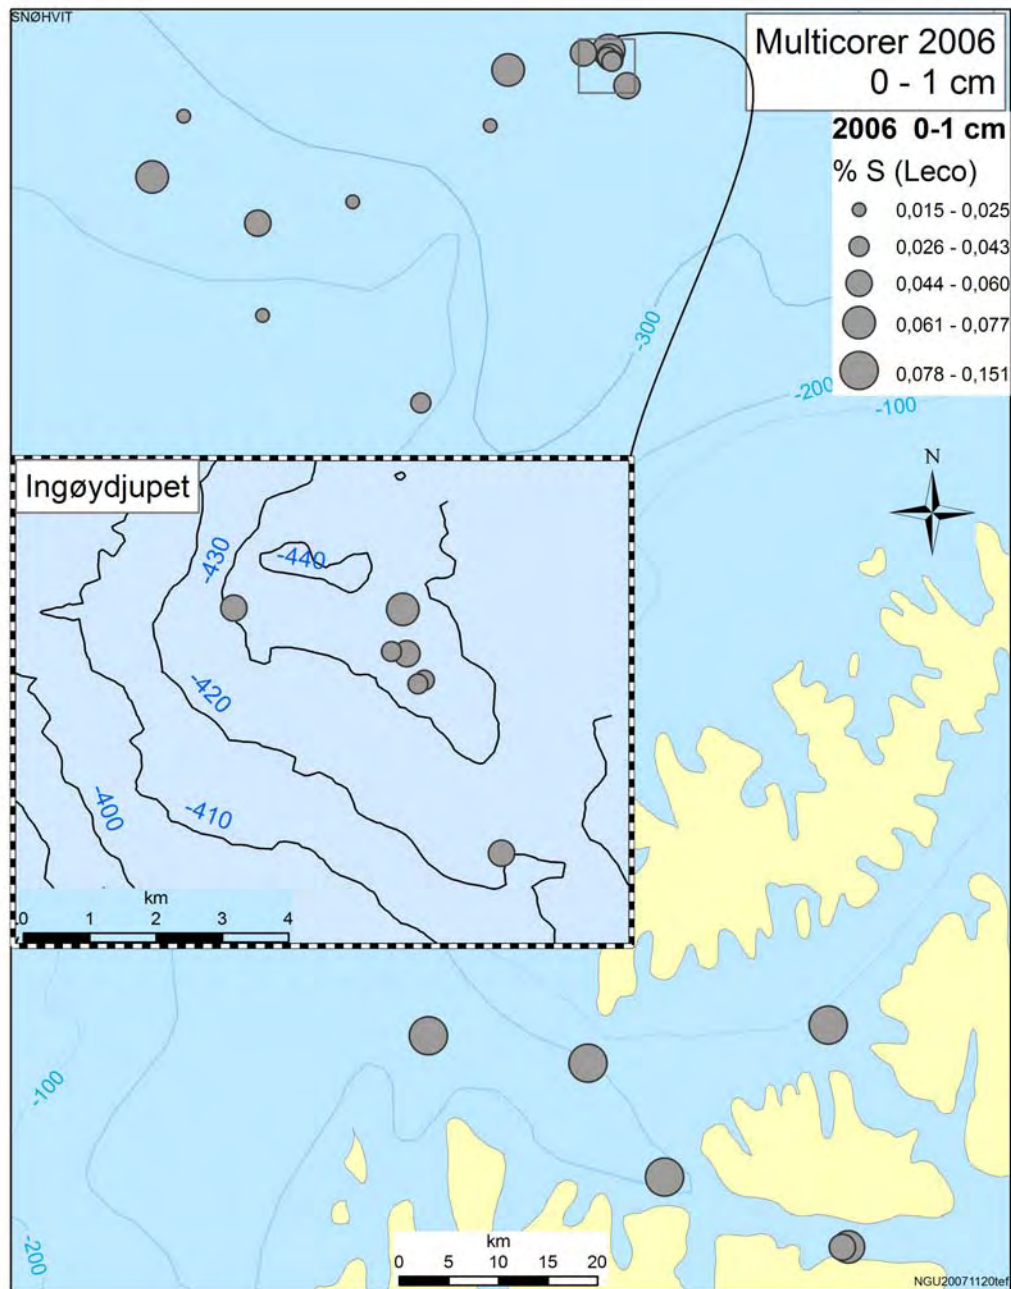 SNØHVIT
Multicorer 2006
0 - 1 cm
2006 0-1 cm
% S (Leco)
0,015 - 0,025
0,026 - 0,043
0,044 - 0,060
0,061 - 0,077
0,078 - 0,151
-300
-200
-100
N
Ingøydjupet
-430
-440
-420
-400
-410
km
0 1 2 3 4
-100
-200
km
0 5 10 15 20
NGU20071120tef